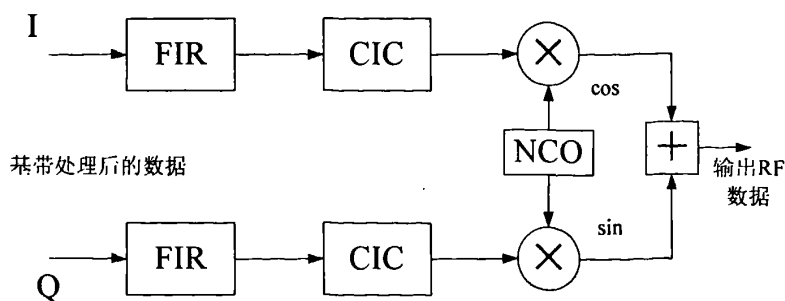 I
FIR
CIC
×
cos
NCO
+
基带处理后的数据
输出RF
数据
sin
FIR
CIC
×
Q